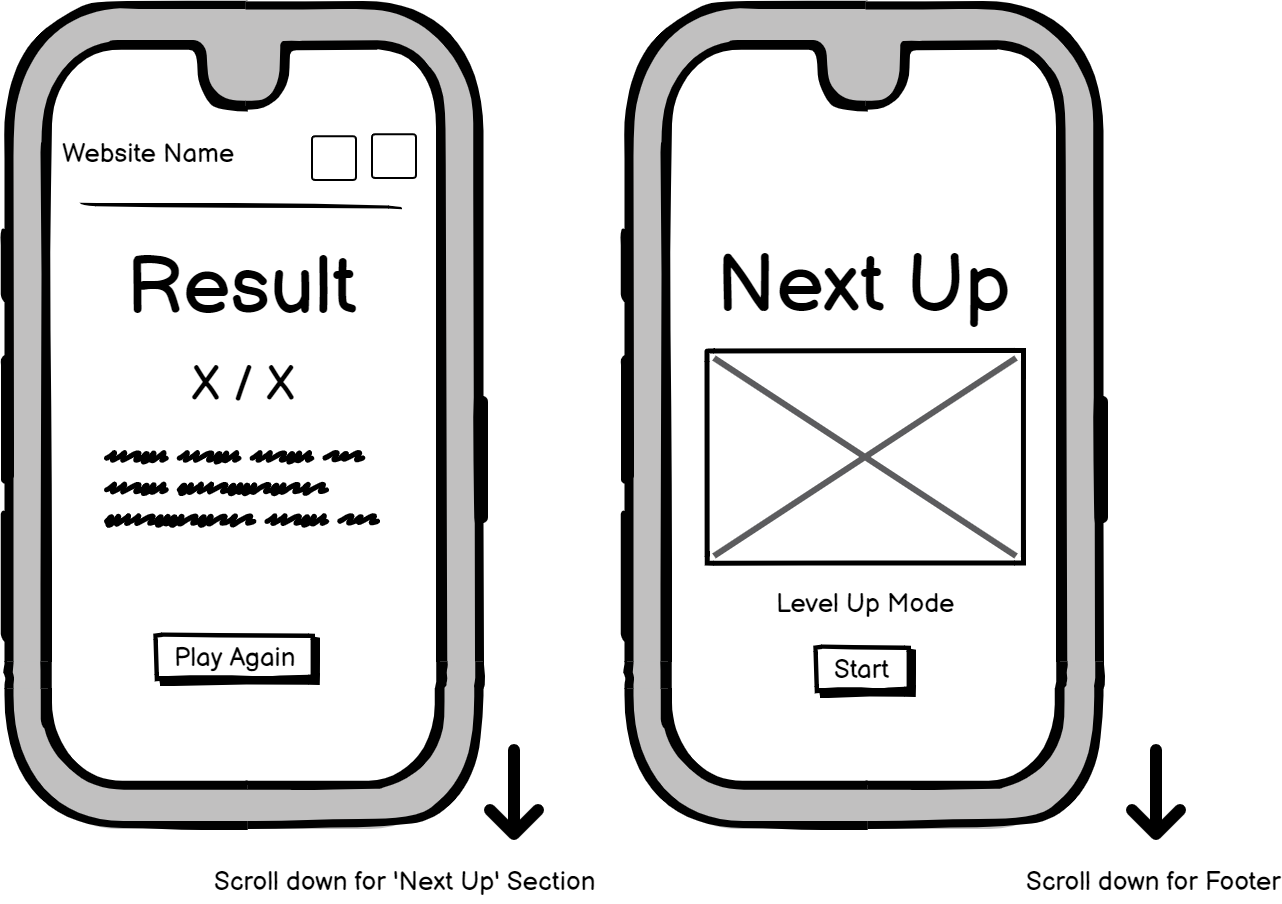 Website Name
Result
X / X
Play Again
Scroll down for 'Next Up' Section
Next Up
Level Up Mode
Start
Scroll down for Footer